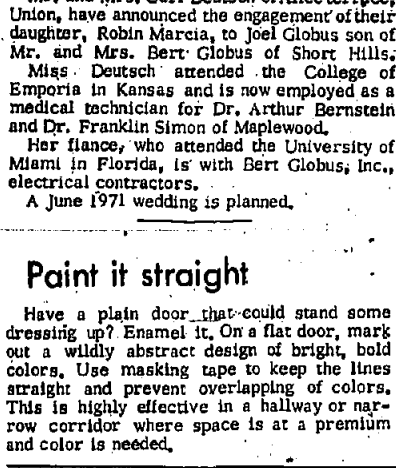 Union, have announced the engagement of their
daughter, Robin Marcia, to Joel Globus son of
Mr. and Mrs. Bert Globus of Short Hills.
Miss Deutsch attended the College of
Emporia in Kansas and is now employed as a
medical technician for Dr. Arthur Bernstein
and Dr. Franklin Simon of Maplewood.
Her fiance, who attended the University of
Miami in Florida, is with Bert Globus, Inc.,
electrical contractors.
A June 1971 wedding is planned.
Paint it straight
Have a plain door that could stand some
dressing up? Enamel it. On a flat door, mark
out a wildly abstract design of bright, bold
colors. Use masking tape to keep the lines
straight and prevent overlapping of colors.
This is highly effective in a hallway or nar-
row corridor where space is at a premium
and color is needed.